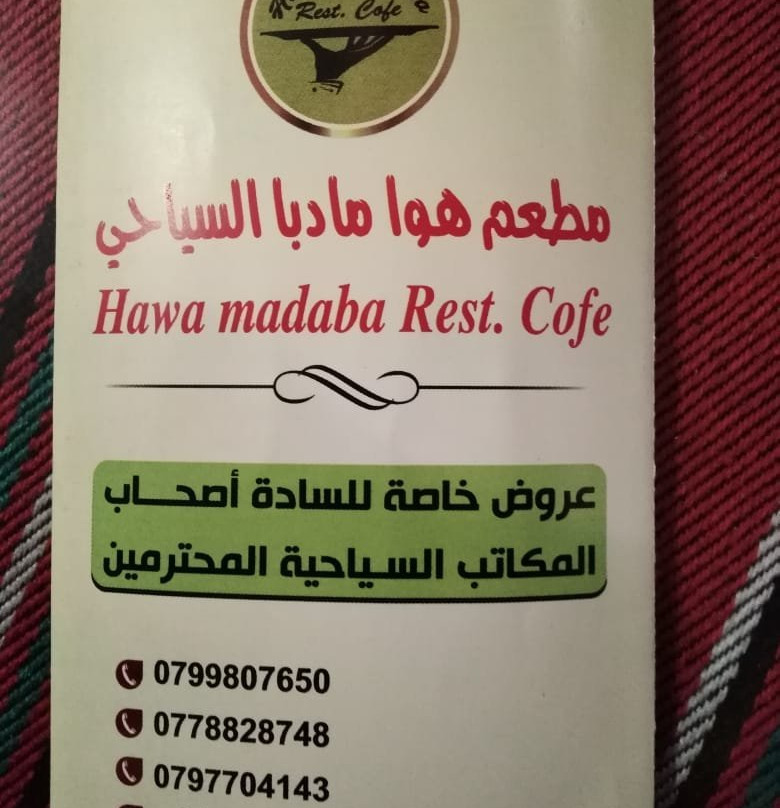 Rest. Cofe
مطعم هوا مادبا السياحي
Hawa madaba Rest. Cofe
عروض خاصة للسادة أصحاب
المكاتب السياحية المحترمين
0799807650
0778828748
0797704143